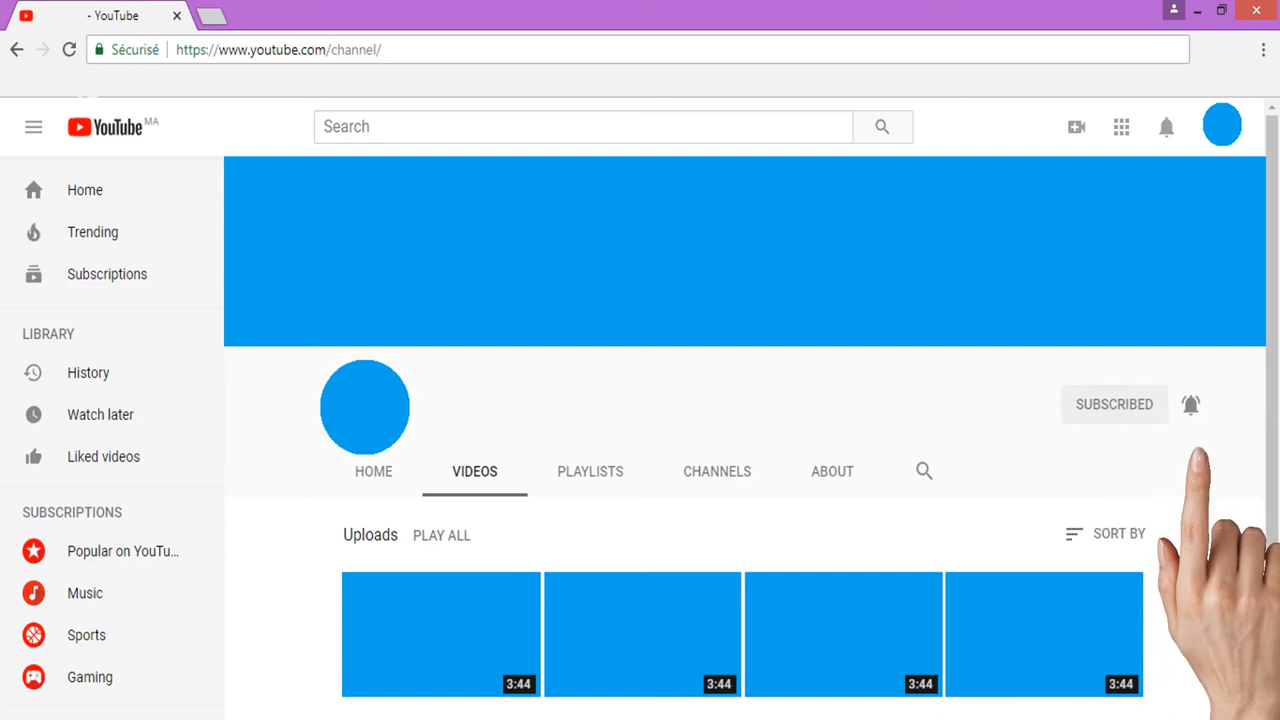 - YouTube
Sécurisé https://www.youtube.com/channel/
YouTube MA
Search
Home
Trending
Subscriptions
LIBRARY
History
Watch later
Liked videos
SUBSCRIPTIONS
Popular on YouTu...
Music
Sports
Gaming
SUBSCRIBED
HOME VIDEOS PLAYLISTS CHANNELS ABOUT
Uploads PLAY ALL SORT BY
3:44 3:44 3:44 3:44